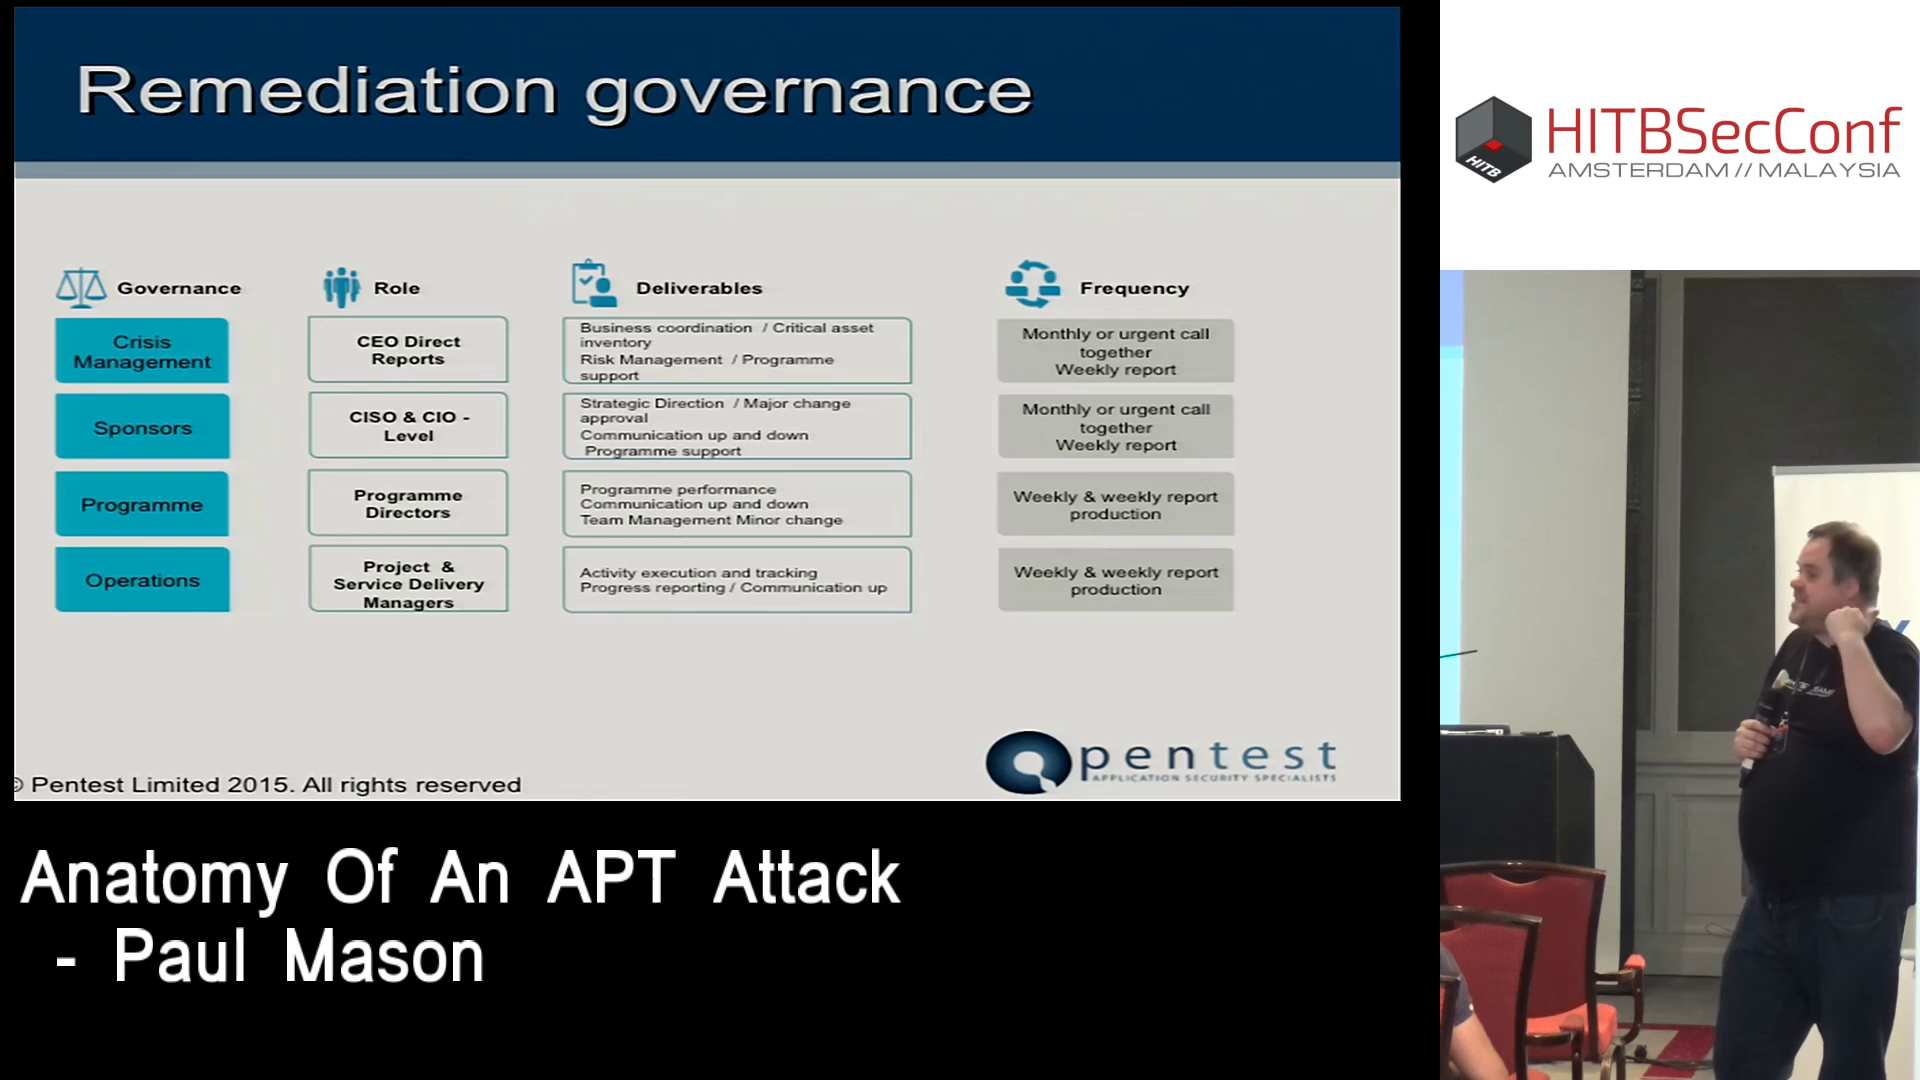 Remediation governance
Governance
Role
Deliverables
Frequency
Crisis
Management
CEO Direct
Reports
Business coordination / Critical asset
inventory
Risk Management / Programme
support
Monthly or urgent call
together
Weekly report
Sponsors
CISO & CIO -
Level
Strategic Direction / Major change
approval
Communication up and down
Programme support
Monthly or urgent call
together
Weekly report
Programme
Programme
Directors
Programme performance
Communication up and down
Team Management Minor change
Weekly & weekly report
production
Operations
Project &
Service Delivery
Managers
Activity execution and tracking
Progress reporting / Communication up
Weekly & weekly report
production
© Pentest Limited 2015. All rights reserved
pentest
APPLICATION SECURITY SPECIALISTS
HITB
HITBSecConf
AMSTERDAM // MALAYSIA
Anatomy Of An APT Attack
- Paul Mason